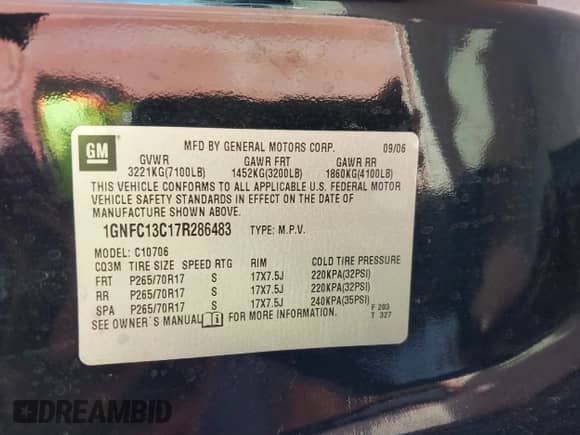 GM
MFD BY GENERAL MOTORS CORP. 09/06
GVWR GAWR FRT GAWR RR
3221KG(7100LB) 1452KG(3200LB) 1860KG(4100LB)
THIS VEHICLE CONFORMS TO ALL APPLICABLE U.S. FEDERAL MOTOR
VEHICLE SAFETY STANDARDS IN EFFECT ON THE DATE OF
MANUFACTURE SHOWN ABOVE.
1GNFC13C17R286483 TYPE: M.P.V.
MODEL: C10706
CQ3M TIRE SIZE SPEED RTG RIM COLD TIRE PRESSURE
FRT P265/70R17 S 17X7.5J 220KPA(32PSI)
RR P265/70R17 S 17X7.5J 220KPA(32PSI)
SPA P265/70R17 S 17X7.5J 240KPA(35PSI)
SEE OWNER'S MANUAL FOR ADDITIONAL INFORMATION. F 203
T 327
DREAMBID